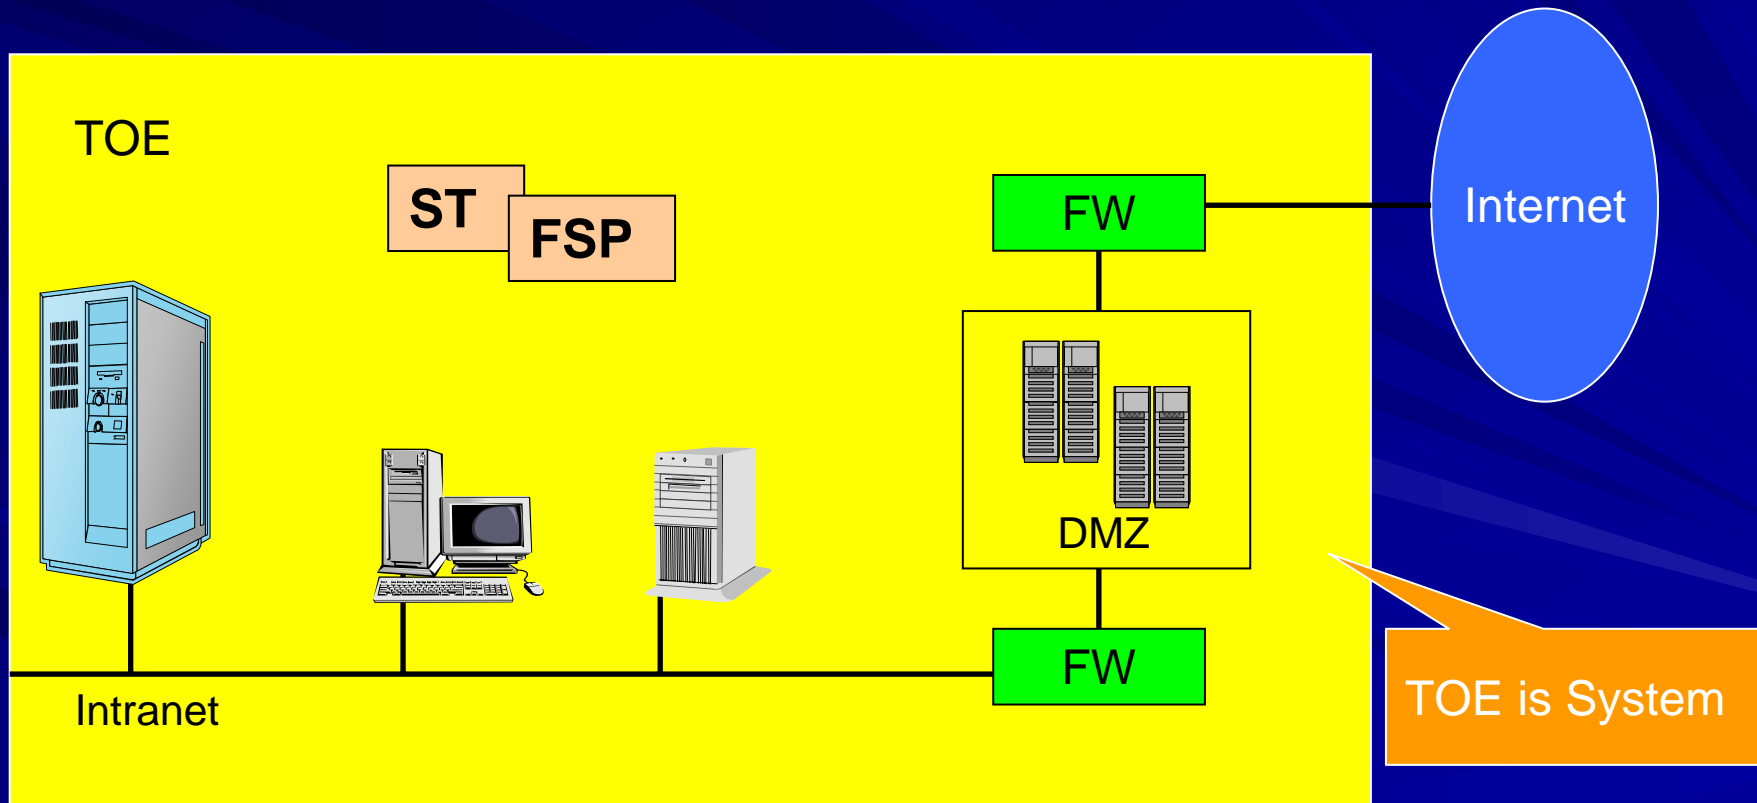 TOE
ST
FSP
FW
Internet
DMZ
FW
Intranet
TOE is System